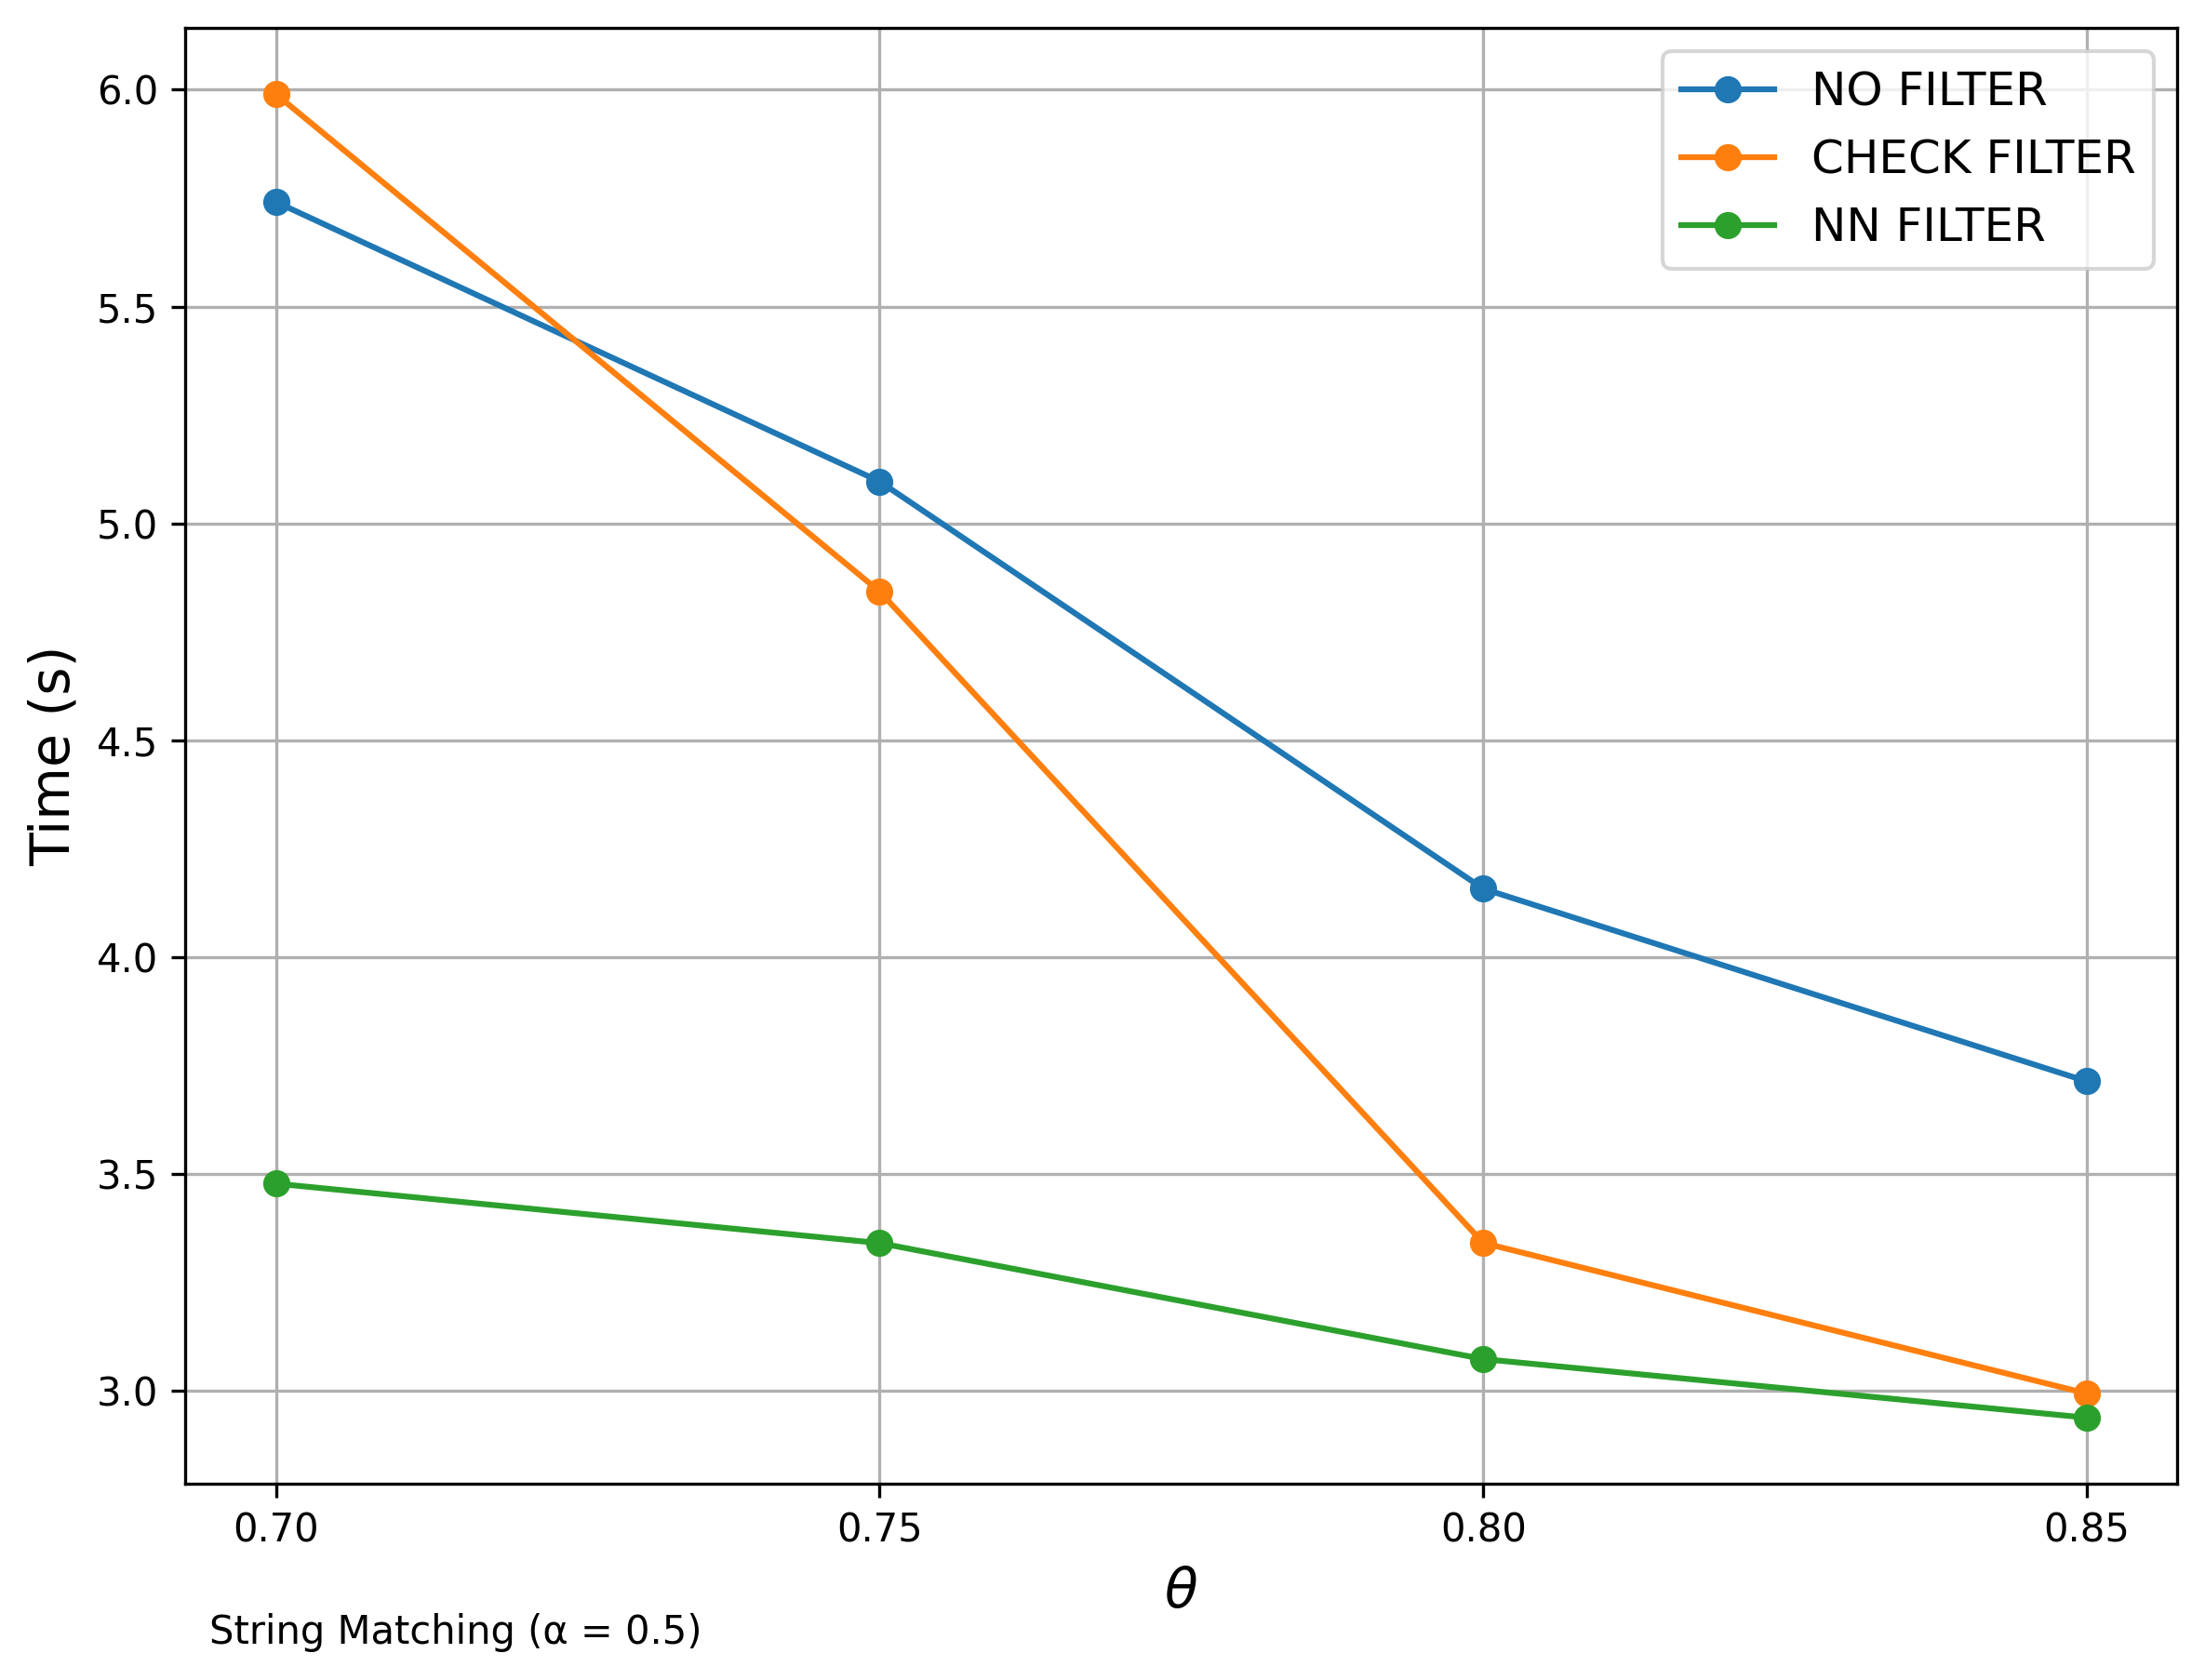 NO FILTER
CHECK FILTER
NN FILTER
6.0
5.5
5.0
4.5
4.0
3.5
3.0
Time (s)
0.70 0.75 0.80 0.85
θ
String Matching (α = 0.5)